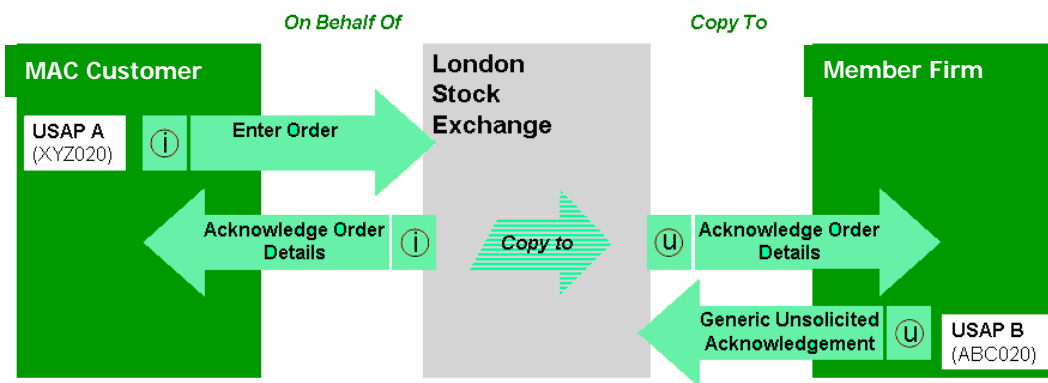 On Behalf Of
Copy To
MAC Customer
London
Stock
Exchange
Member Firm
USAP A
(XYZ020)
i
Enter Order
Acknowledge Order
Details
i
Copy to
u
Acknowledge Order
Details
Generic Unsolicited
Acknowledgement
u
USAP B
(ABC020)